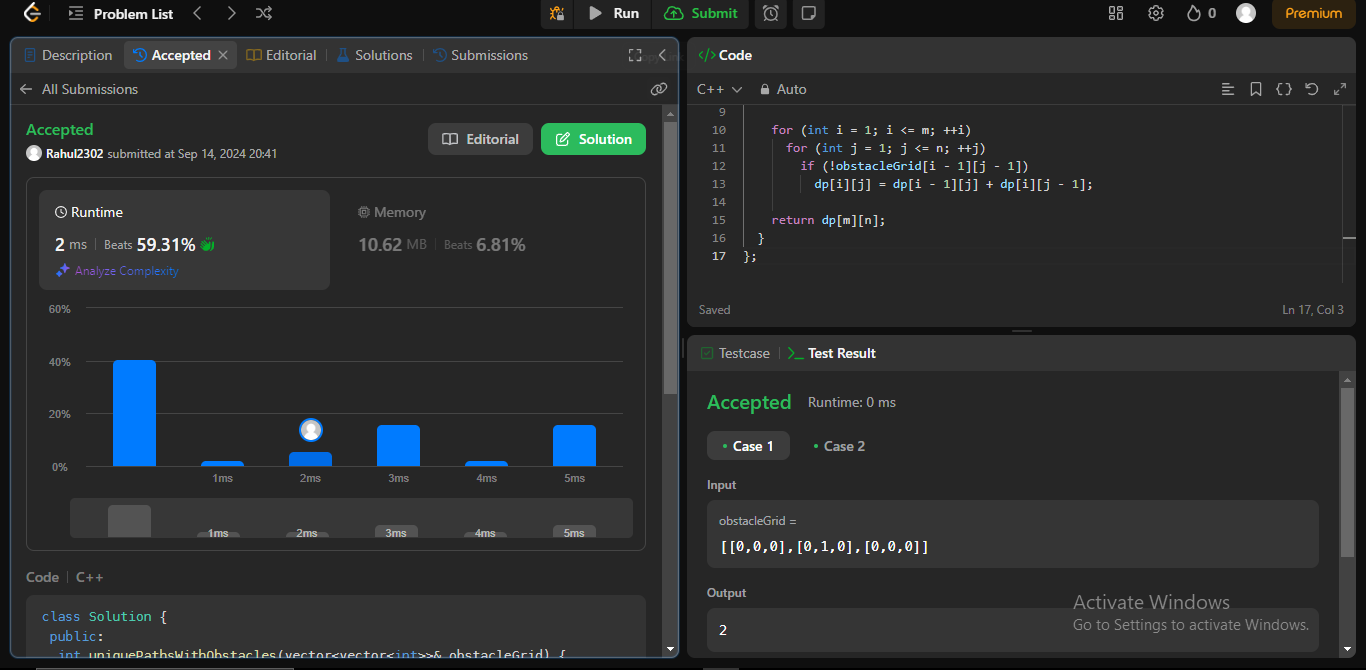 Problem List
Run
Submit
0
Premium
Description
Accepted
Editorial
Solutions
Submissions
All Submissions
Accepted
Rahul2302 submitted at Sep 14, 2024 20:41
Editorial
Solution
Runtime
2 ms | Beats 59.31%
Analyze Complexity
Memory
10.62 MB | Beats 6.81%
60%
40%
20%
0%
1ms
2ms
3ms
4ms
5ms
1ms
2ms
3ms
4ms
5ms
Code | C++
class Solution {
public:
int uniquePathsWithObstacles(vector<vector<int>>& obstacleGrid) {
</> Code
C++
Auto
9
10 for (int i = 1; i <= m; ++i)
11 for (int j = 1; j <= n; ++j)
12 if (!obstacleGrid[i - 1][j - 1])
13 dp[i][j] = dp[i - 1][j] + dp[i][j - 1];
14
15 return dp[m][n];
16 }
17 };
Saved
Ln 17, Col 3
Testcase
Test Result
Accepted
Runtime: 0 ms
Case 1
Case 2
Input
obstacleGrid =
[[0,0,0],[0,1,0],[0,0,0]]
Output
2
Activate Windows
Go to Settings to activate Windows.